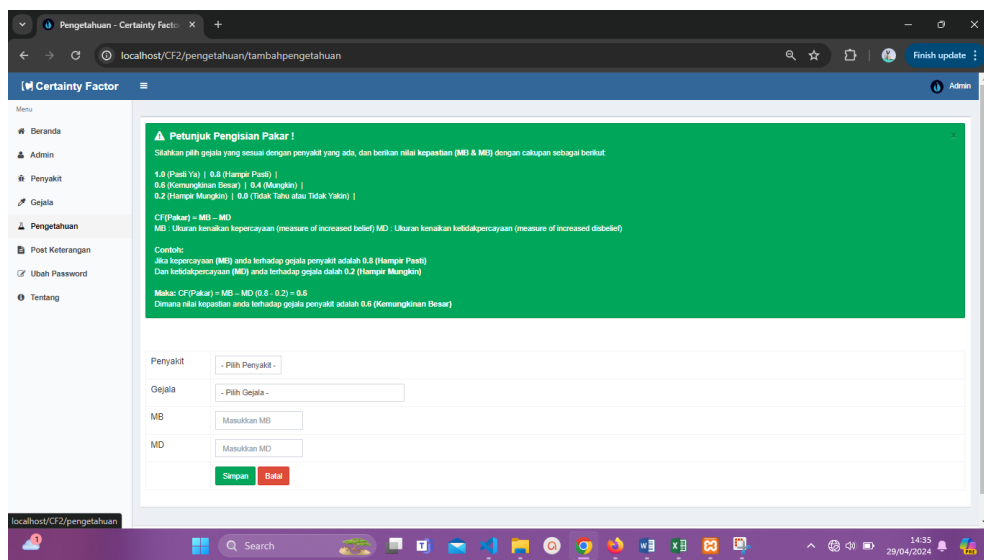 Pengetahuan - Certainty Facto
localhost/CF2/pengetahuan/tambahpengetahuan
Finish update
Certainty Factor
Admin
Menu
Beranda
Admin
Penyakit
Gejala
Pengetahuan
Post Keterangan
Ubah Password
Tentang
Petunjuk Pengisian Pakar !
Silahkan pilih gejala yang sesuai dengan penyakit yang ada, dan berikan nilai kepastian (MB & MB) dengan cakupan sebagai berikut:
1.0 (Pasti Ya) | 0.8 (Hampir Pasti) |
0.6 (Kemungkinan Besar) | 0.4 (Mungkin) |
0.2 (Hampir Mungkin) | 0.0 (Tidak Tahu atau Tidak Yakin) |
CF(Pakar) = MB – MD
MB : Ukuran kenaikan kepercayaan (measure of increased belief) MD : Ukuran kenaikan ketidakpercayaan (measure of increased disbelief)
Contoh:
Jika kepercayaan (MB) anda terhadap gejala penyakit adalah 0.8 (Hampir Pasti)
Dan ketidakpercayaan (MD) anda terhadap gejala dalah 0.2 (Hampir Mungkin)
Maka: CF(Pakar) = MB – MD (0.8 - 0.2) = 0.6
Dimana nilai kepastian anda terhadap gejala penyakit adalah 0.6 (Kemungkinan Besar)
Penyakit
- Pilih Penyakit -
Gejala
- Pilih Gejala -
MB
Masukkan MB
MD
Masukkan MD
Simpan Batal
localhost/CF2/pengetahuan
1
Search
14:35
29/04/2024